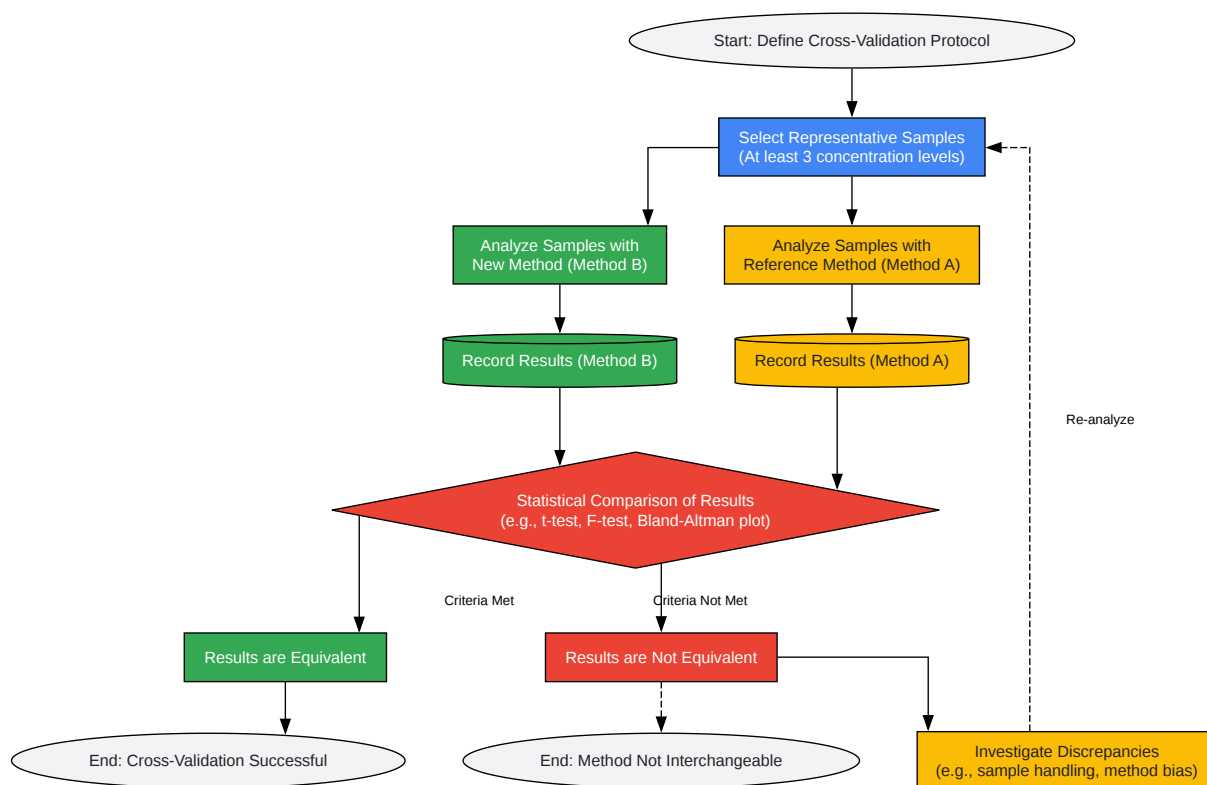 Start: Define Cross-Validation Protocol
Select Representative Samples
(At least 3 concentration levels)
Analyze Samples with
New Method (Method B)
Analyze Samples with
Reference Method (Method A)
Record Results (Method B)
Record Results (Method A)
Re-analyze
Statistical Comparison of Results
(e.g., t-test, F-test, Bland-Altman plot)
Criteria Met
Criteria Not Met
Results are Equivalent
Results are Not Equivalent
End: Cross-Validation Successful
End: Method Not Interchangeable
Investigate Discrepancies
(e.g., sample handling, method bias)